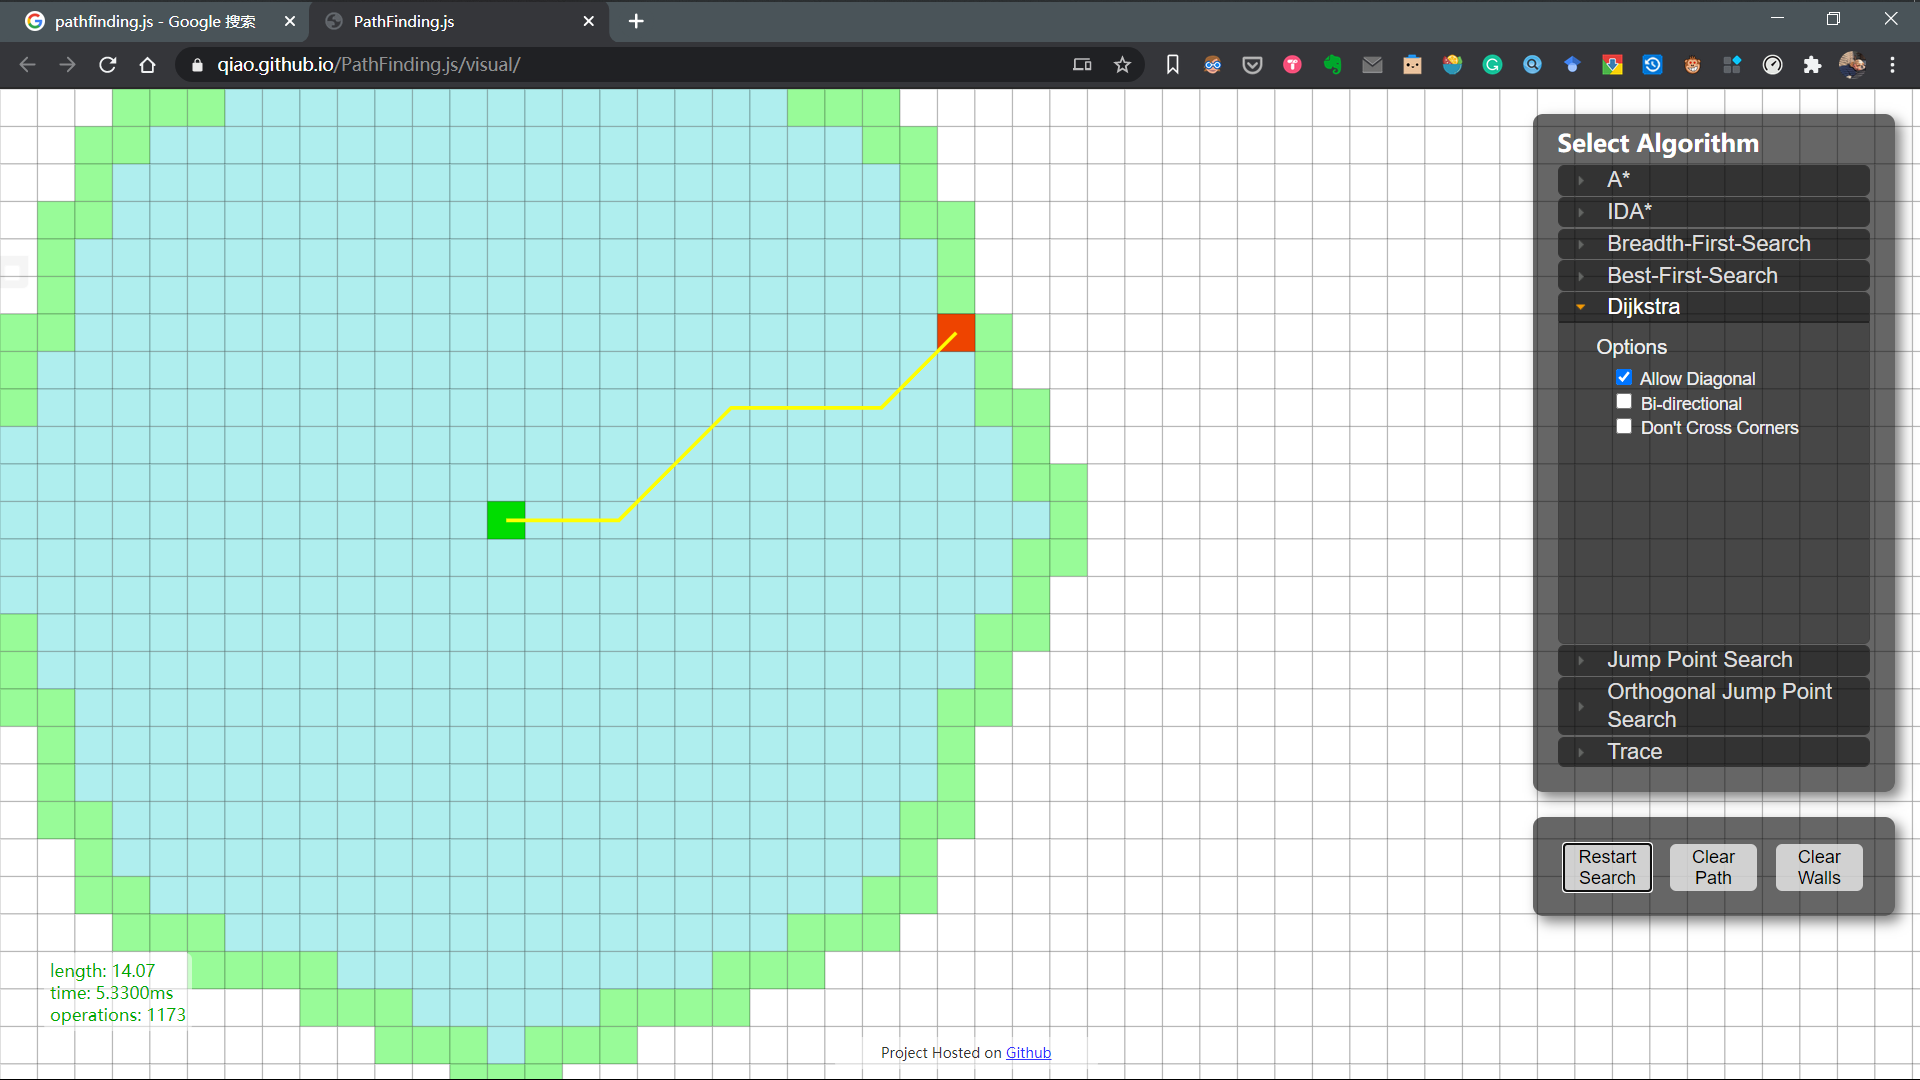 pathfinding.js - Google 搜索
PathFinding.js
qiao.github.io/PathFinding.js/visual/
Select Algorithm
A*
IDA*
Breadth-First-Search
Best-First-Search
Dijkstra
Options
Allow Diagonal
Bi-directional
Don't Cross Corners
Jump Point Search
Orthogonal Jump Point
Search
Trace
Restart
Search
Clear
Path
Clear
Walls
length: 14.07
time: 5.3300ms
operations: 1173
Project Hosted on Github